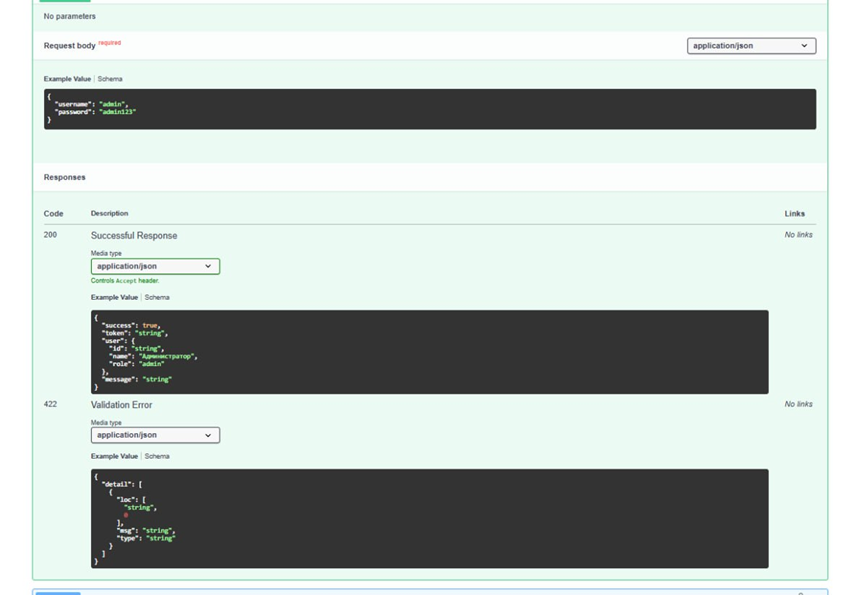 No parameters
Request body required
application/json
Example Value | Schema
{
"username": "admin",
"password": "admin123"
}
Responses
Code Description Links
200 Successful Response No links
Media type
application/json
Controls Accept header.
Example Value | Schema
{
"success": true,
"token": "string",
"user": {
"id": "string",
"name": "Администратор",
"role": "admin"
},
"message": "string"
}
422 Validation Error No links
Media type
application/json
Example Value | Schema
{
"detail": [
{
"loc": [
"string",
0
],
"msg": "string",
"type": "string"
}
]
}